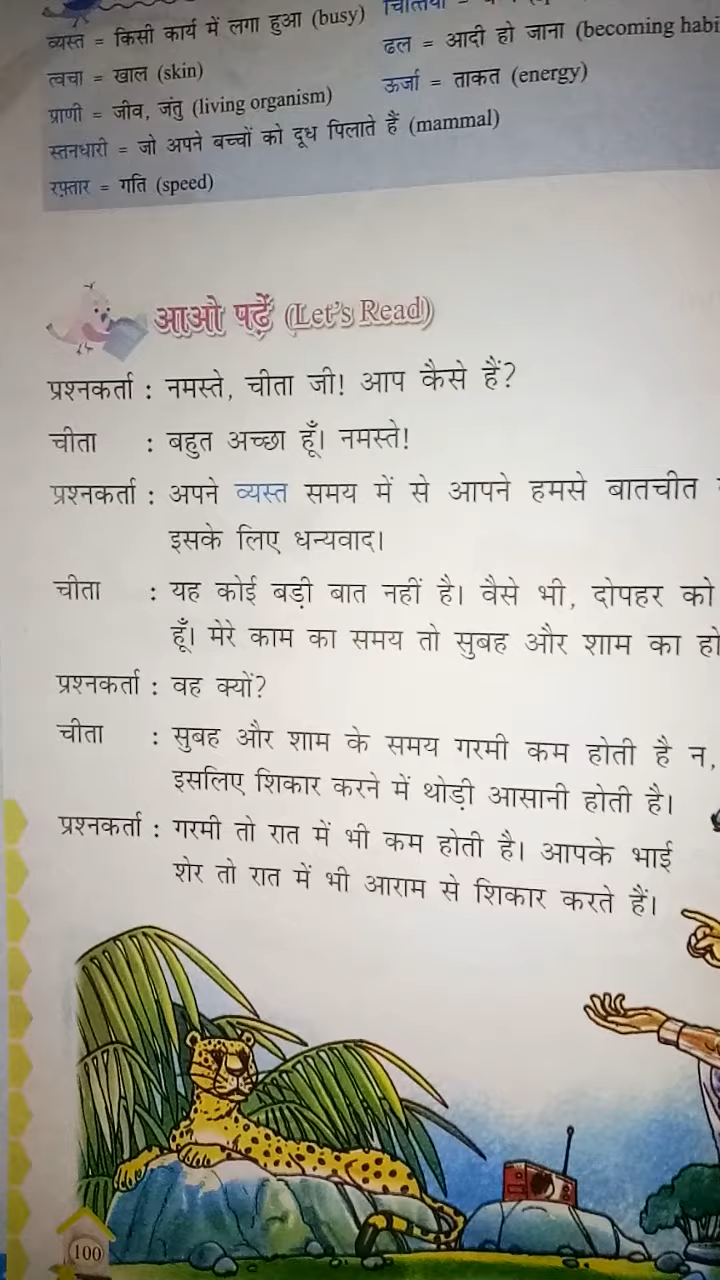 व्यस्त = किसी कार्य में लगा हुआ (busy)
ढल = आदी हो जाना (becoming
त्वचा = खाल (skin)
ऊर्जा = ताकत (energy)
प्राणी = जीव, जंतु (living organism)
स्तनधारी = जो अपने बच्चों को दूध पिलाते हैं (mammal)
रफ़्तार = गति (speed)
आओ पढ़ें (Let's Read)
प्रश्नकर्ता : नमस्ते, चीता जी! आप कैसे हैं?
चीता : बहुत अच्छा हूँ। नमस्ते!
प्रश्नकर्ता : अपने व्यस्त समय में से आपने हमसे बातचीत
इसके लिए धन्यवाद।
चीता : यह कोई बड़ी बात नहीं है। वैसे भी, दोपहर को
हूँ। मेरे काम का समय तो सुबह और शाम का
प्रश्नकर्ता : वह क्यों?
चीता : सुबह और शाम के समय गरमी कम होती है न,
इसलिए शिकार करने में थोड़ी आसानी होती है।
प्रश्नकर्ता : गरमी तो रात में भी कम होती है। आपके भाई
शेर तो रात में भी आराम से शिकार करते हैं।
100